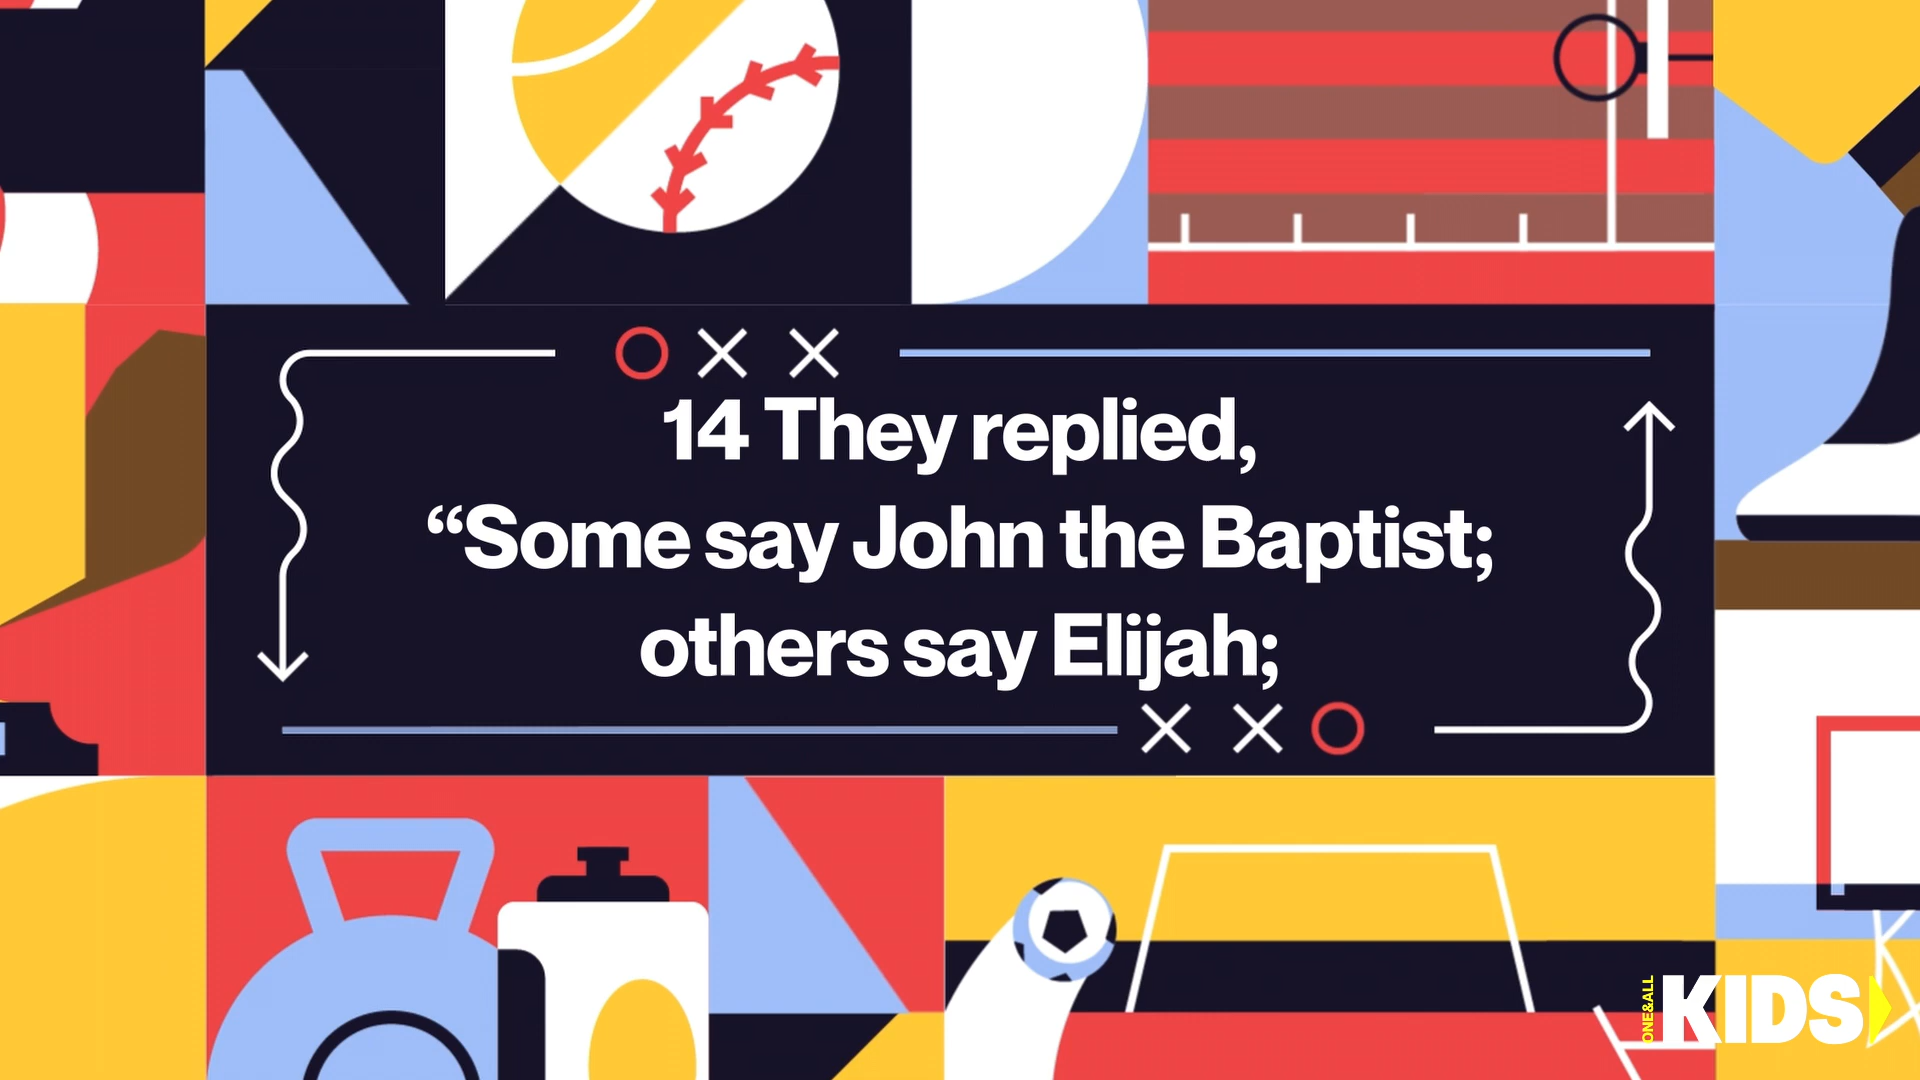 14 They replied,
“Some say John the Baptist;
others say Elijah;
ONE&ALL
KIDS